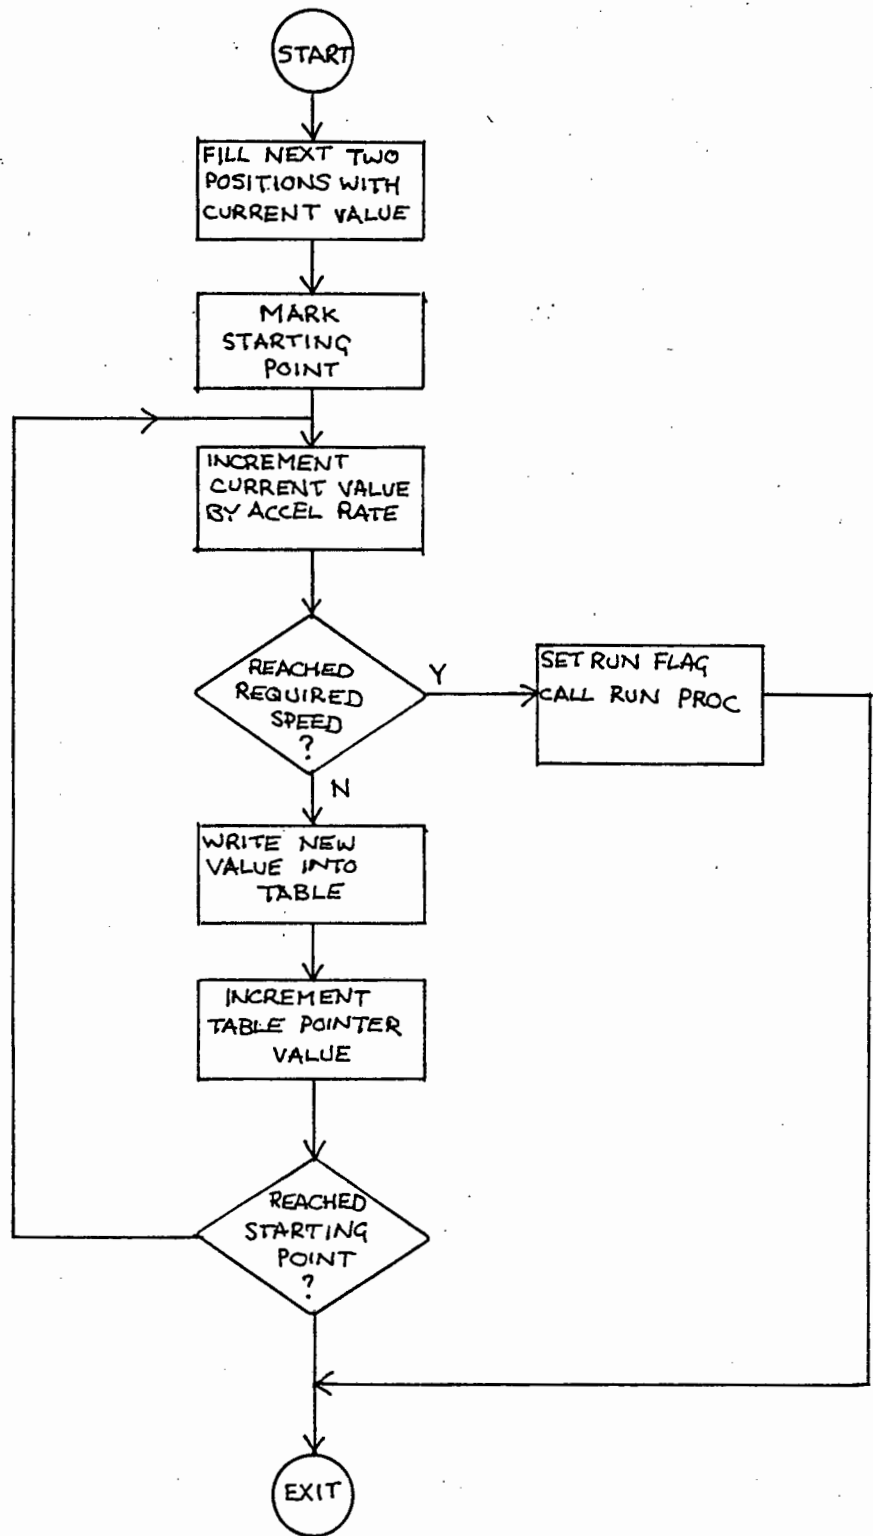 START
FILL NEXT TWO
POSITIONS WITH
CURRENT VALUE
MARK
STARTING
POINT
INCREMENT
CURRENT VALUE
BY ACCEL RATE
REACHED
REQUIRED
SPEED
?
Y
SET RUN FLAG
CALL RUN PROC
N
WRITE NEW
VALUE INTO
TABLE
INCREMENT
TABLE POINTER
VALUE
REACHED
STARTING
POINT
?
EXIT